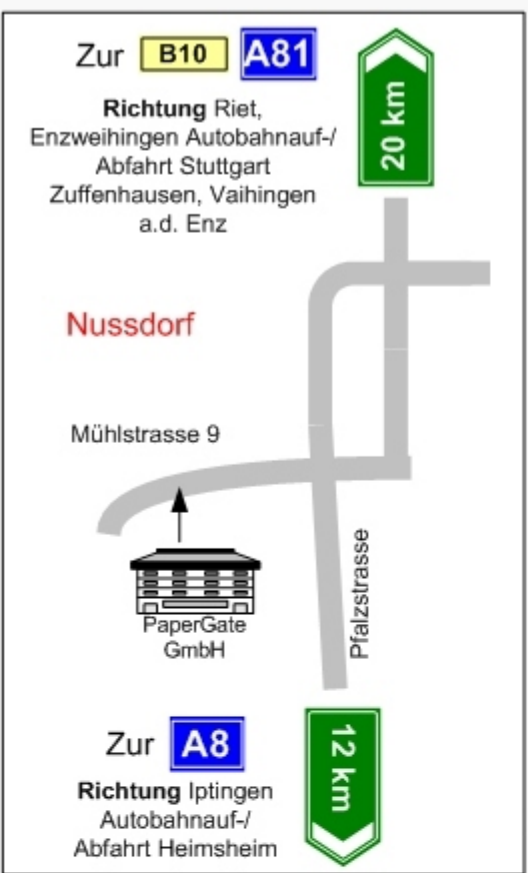 Zur B10 A81
Richtung Riet,
Enzweihingen Autobahnauf-/
Abfahrt Stuttgart
Zuffenhausen, Vaihingen
a.d. Enz
20 km
Nussdorf
Mühlstrasse 9
Pfalzstrasse
PaperGate
GmbH
Zur A8
Richtung Iptingen
Autobahnauf-/
Abfahrt Heimsheim
12 km